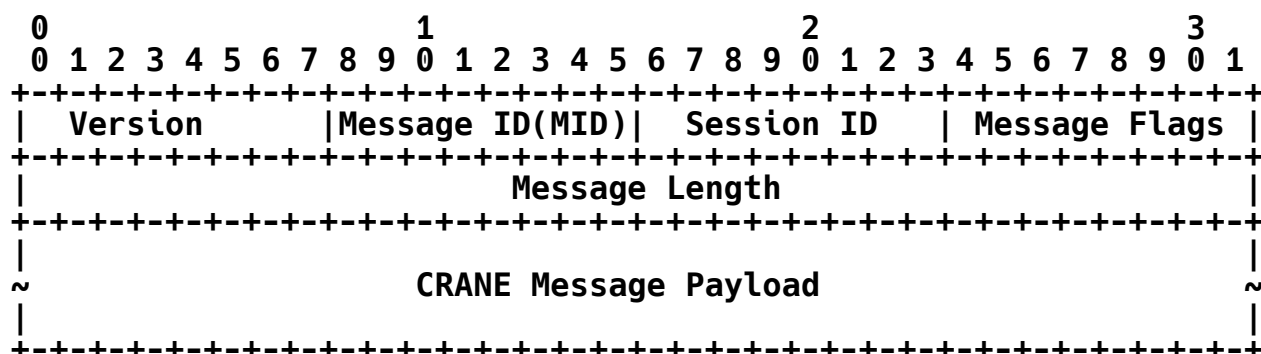 0                   1                   2                   3
 0 1 2 3 4 5 6 7 8 9 0 1 2 3 4 5 6 7 8 9 0 1 2 3 4 5 6 7 8 9 0 1
+-+-+-+-+-+-+-+-+-+-+-+-+-+-+-+-+-+-+-+-+-+-+-+-+-+-+-+-+-+-+-+-+
|  Version      |Message ID(MID)|  Session ID   | Message Flags |
+-+-+-+-+-+-+-+-+-+-+-+-+-+-+-+-+-+-+-+-+-+-+-+-+-+-+-+-+-+-+-+-+
|                         Message Length                        |
+-+-+-+-+-+-+-+-+-+-+-+-+-+-+-+-+-+-+-+-+-+-+-+-+-+-+-+-+-+-+-+-+
|                                                               |
~                    CRANE Message Payload                      ~
|                                                               |
+-+-+-+-+-+-+-+-+-+-+-+-+-+-+-+-+-+-+-+-+-+-+-+-+-+-+-+-+-+-+-+-+